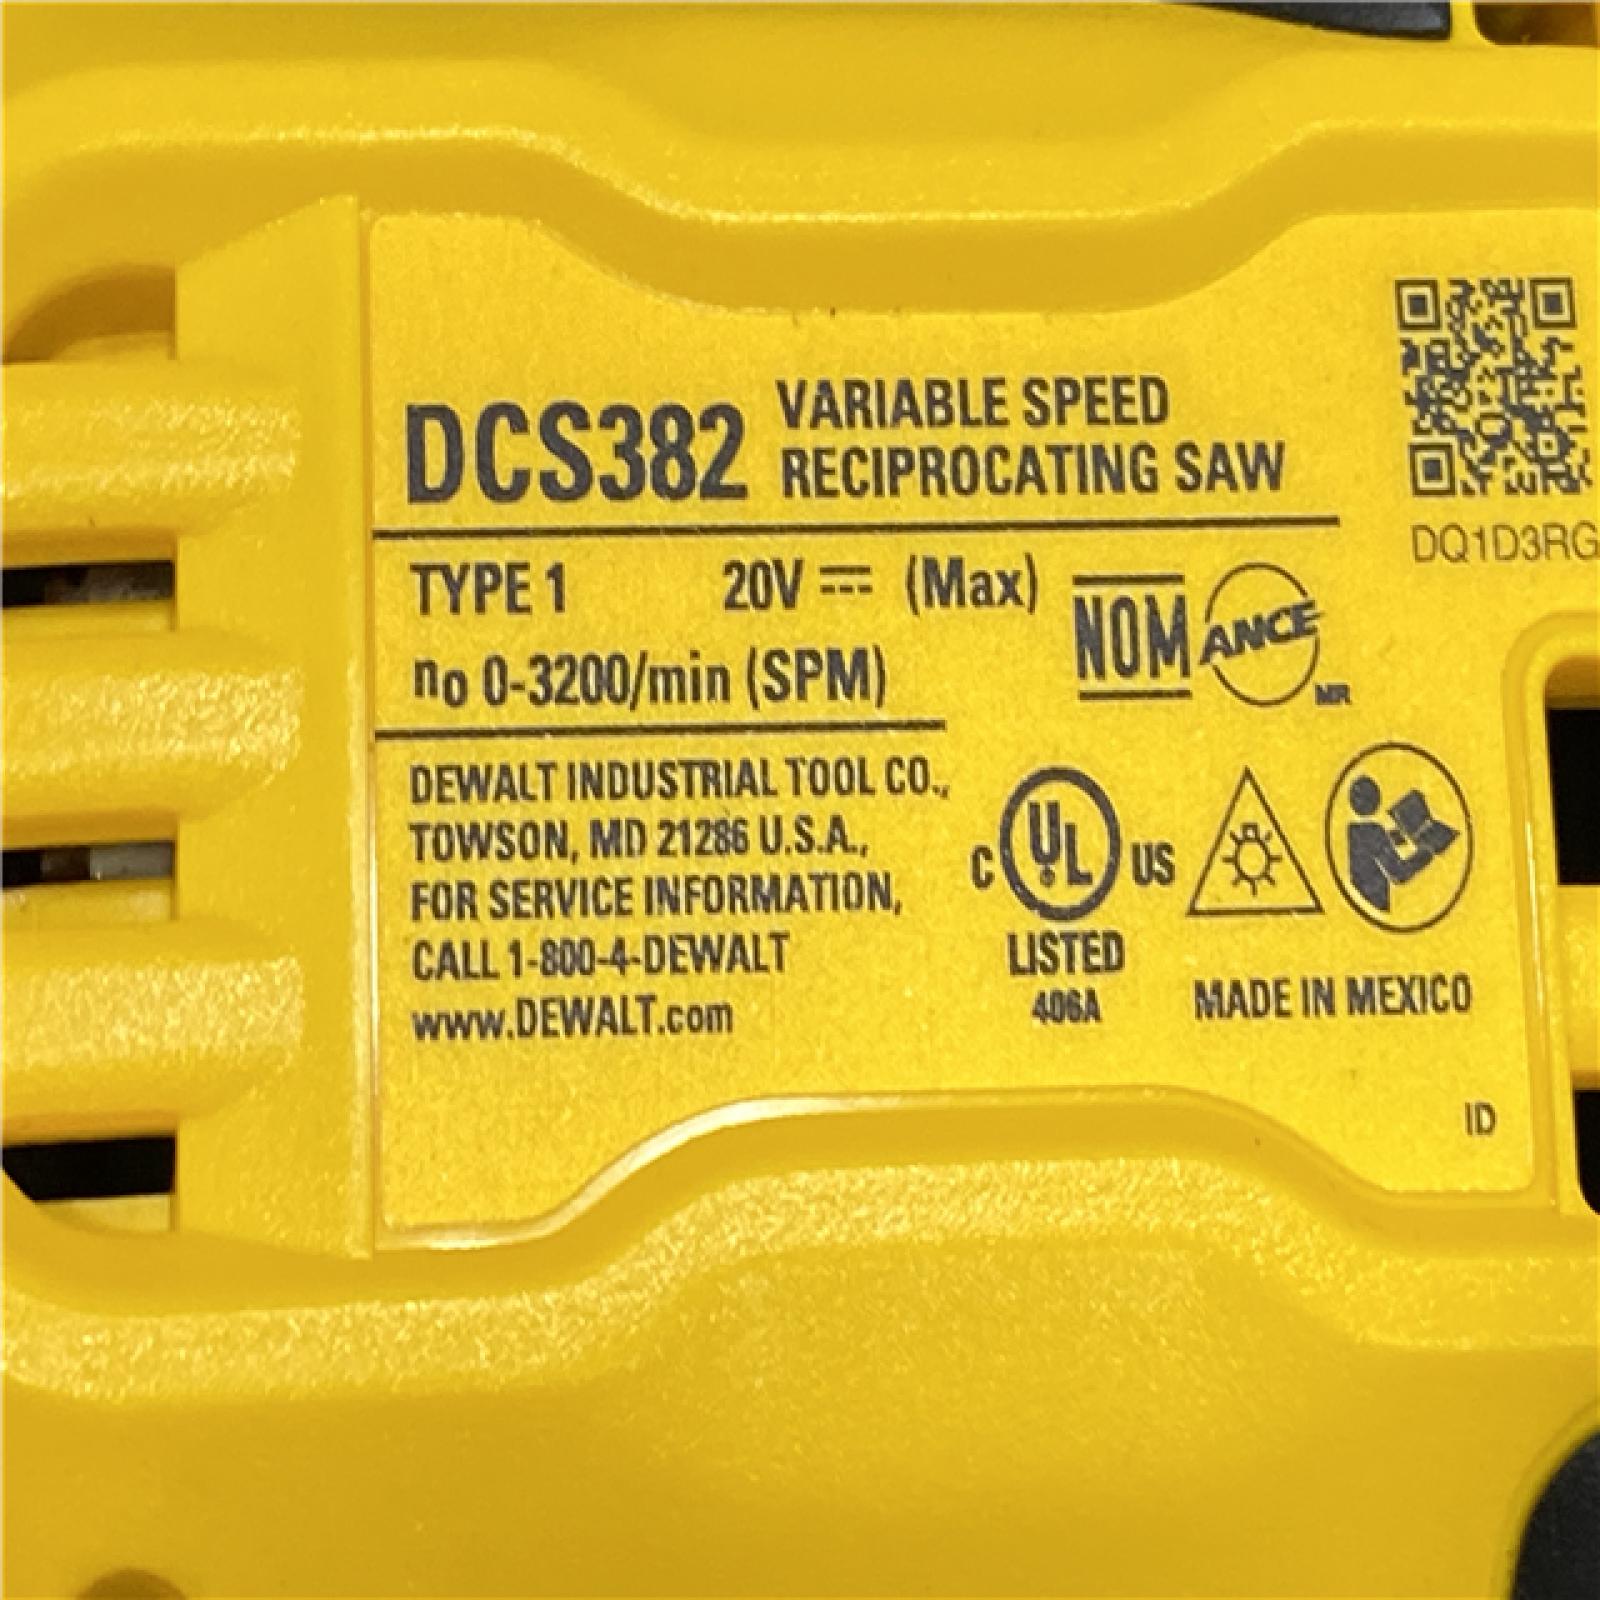 DCS382 VARIABLE SPEED
RECIPROCATING SAW
DQ1D3RG
TYPE 1 20V ⎓ (Max)
no 0-3200/min (SPM)
NOM ANCE MR
DEWALT INDUSTRIAL TOOL CO.,
TOWSON, MD 21286 U.S.A.,
FOR SERVICE INFORMATION,
CALL 1-800-4-DEWALT
www.DEWALT.com
C UL US
LISTED
406A
MADE IN MEXICO
ID